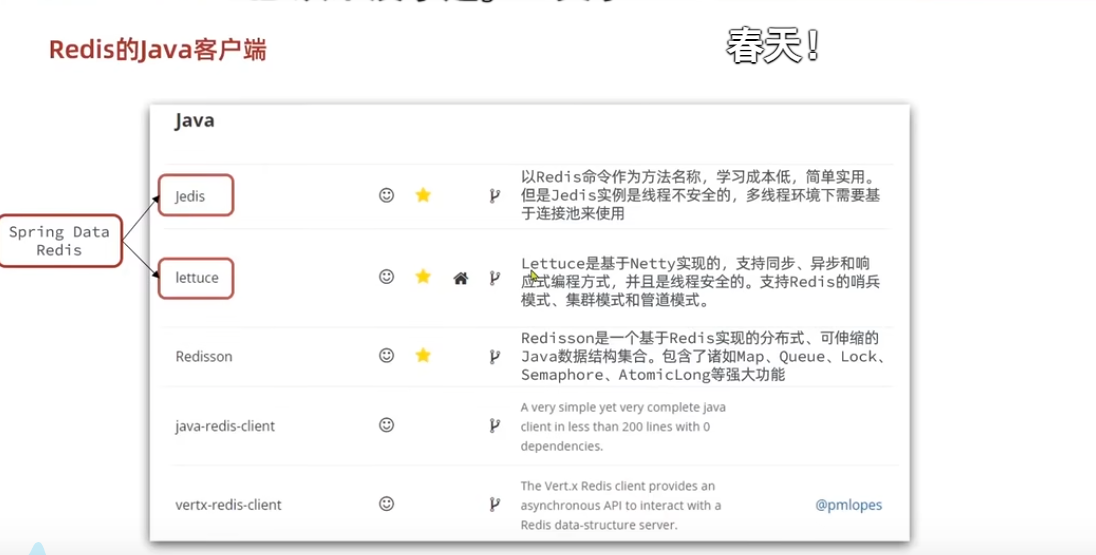 Redis的Java客户端
春天！
Java
Spring Data
Redis
Jedis
以Redis命令作为方法名称，学习成本低，简单实用。
但是Jedis实例是线程不安全的，多线程环境下需要基
于连接池来使用
lettuce
Lettuce是基于Netty实现的，支持同步、异步和响
应式编程方式，并且是线程安全的。支持Redis的哨兵
模式、集群模式和管道模式。
Redisson
Redisson是一个基于Redis实现的分布式、可伸缩的
Java数据结构集合。包含了诸如Map、Queue、Lock、
Semaphore、AtomicLong等强大功能
java-redis-client
A very simple yet very complete java
client in less than 200 lines with 0
dependencies.
vertx-redis-client
The Vert.x Redis client provides an
asynchronous API to interact with a
Redis data-structure server.
@pmlopes